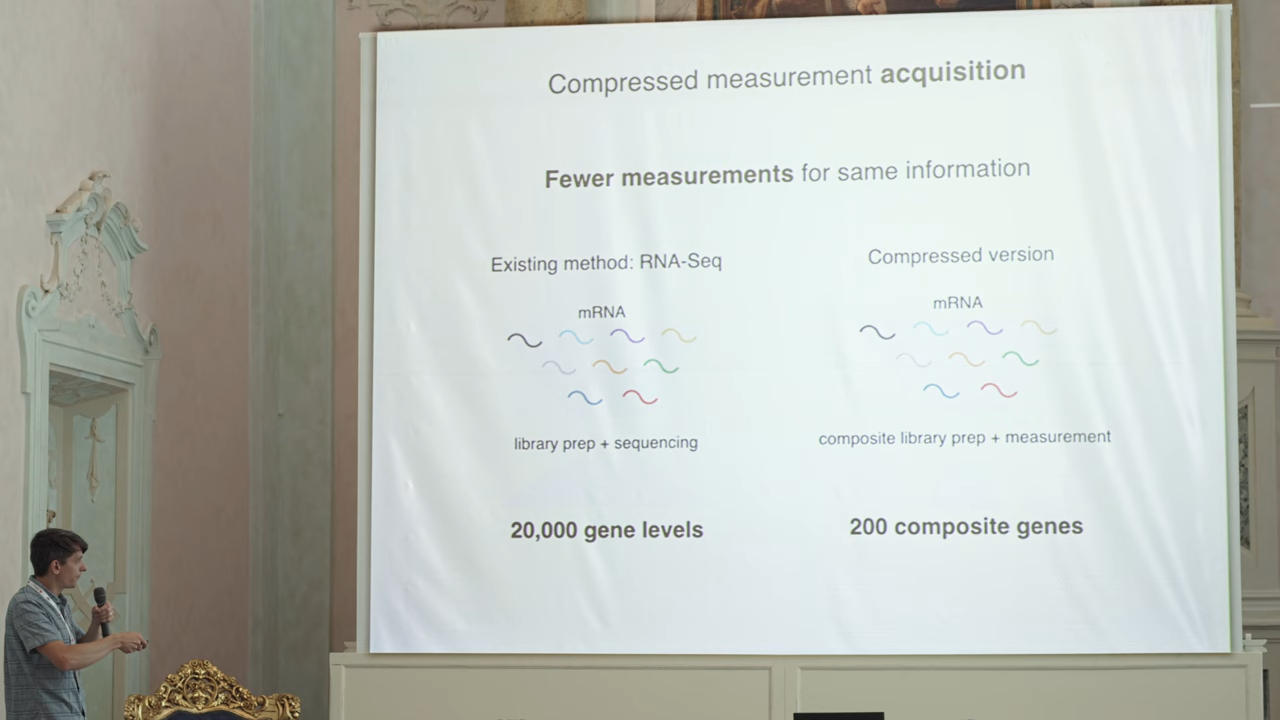 Compressed measurement acquisition
Fewer measurements for same information
Existing method: RNA-Seq
mRNA
library prep + sequencing
20,000 gene levels
Compressed version
mRNA
composite library prep + measurement
200 composite genes